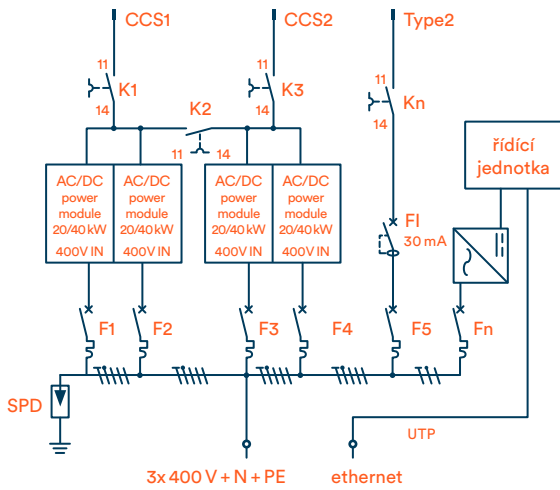 CCS1
CCS2
Type2
11
K1
14
11
K3
14
11
Kn
14
K2
11
14
řídící
jednotka
AC/DC
power
module
20/40 kW
400V IN
AC/DC
power
module
20/40 kW
400V IN
AC/DC
power
module
20/40 kW
400V IN
AC/DC
power
module
20/40 kW
400V IN
FI
30 mA
F1
F2
F3
F4
F5
Fn
SPD
UTP
3x 400 V + N + PE
ethernet